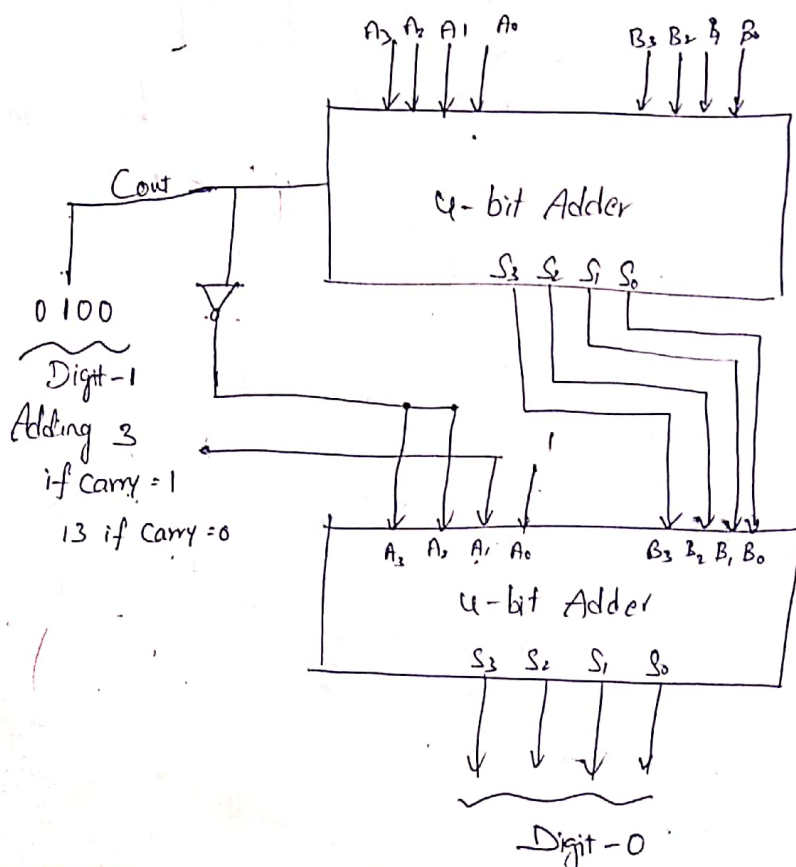 A3 A2 A1 A0 B3 B2 B1 B0
Cout
4-bit Adder
S3 S2 S1 S0
0100
Digit-1
Adding 3
if Carry = 1
13 if Carry = 0
1
A3 A2 A1 A0 B3 B2 B1 B0
4-bit Adder
S3 S2 S1 S0
Digit-0